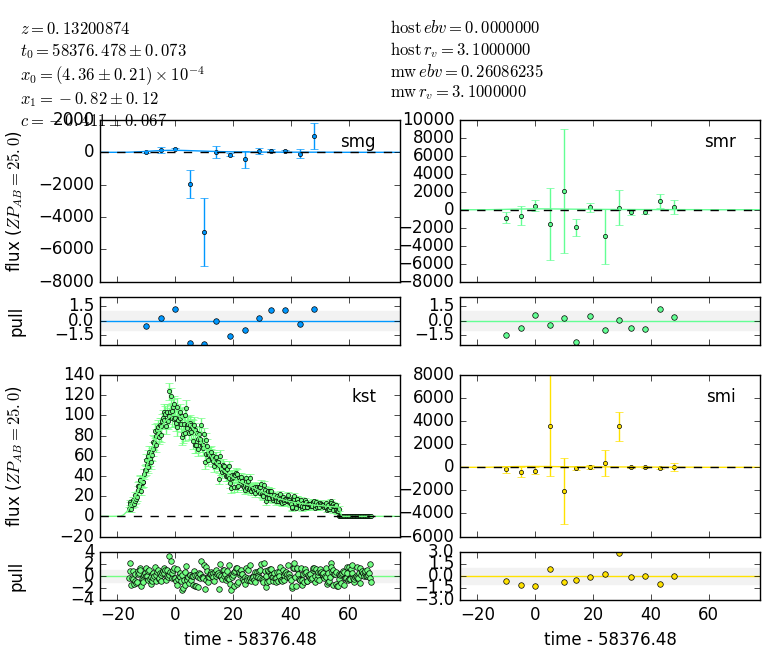 z = 0.13200874
t₀ = 58376.478 ± 0.073
x₀ = (4.36 ± 0.21) × 10⁻⁴
x₁ = −0.82 ± 0.12
c = −0.411 ± 0.067
host ebv = 0.0000000
host r_v = 3.1000000
mw ebv = 0.26086235
mw r_v = 3.1000000
flux (ZP_AB = 25.0)
2000
0
−2000
−4000
−6000
−8000
smg
10000
8000
6000
4000
2000
0
−2000
−4000
−6000
−8000
smr
pull
1.5
0.0
−1.5
1.5
0.0
−1.5
flux (ZP_AB = 25.0)
140
120
100
80
60
40
20
0
−20
kst
8000
6000
4000
2000
0
−2000
−4000
−6000
smi
pull
4
2
0
−2
−4
3.0
1.5
0.0
−1.5
−3.0
−20 0 20 40 60
−20 0 20 40 60
time - 58376.48
time - 58376.48